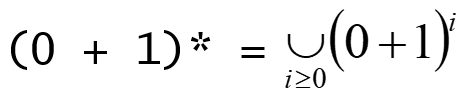 (0 + 1)* = ∪_{i≥0}(0+1)^i